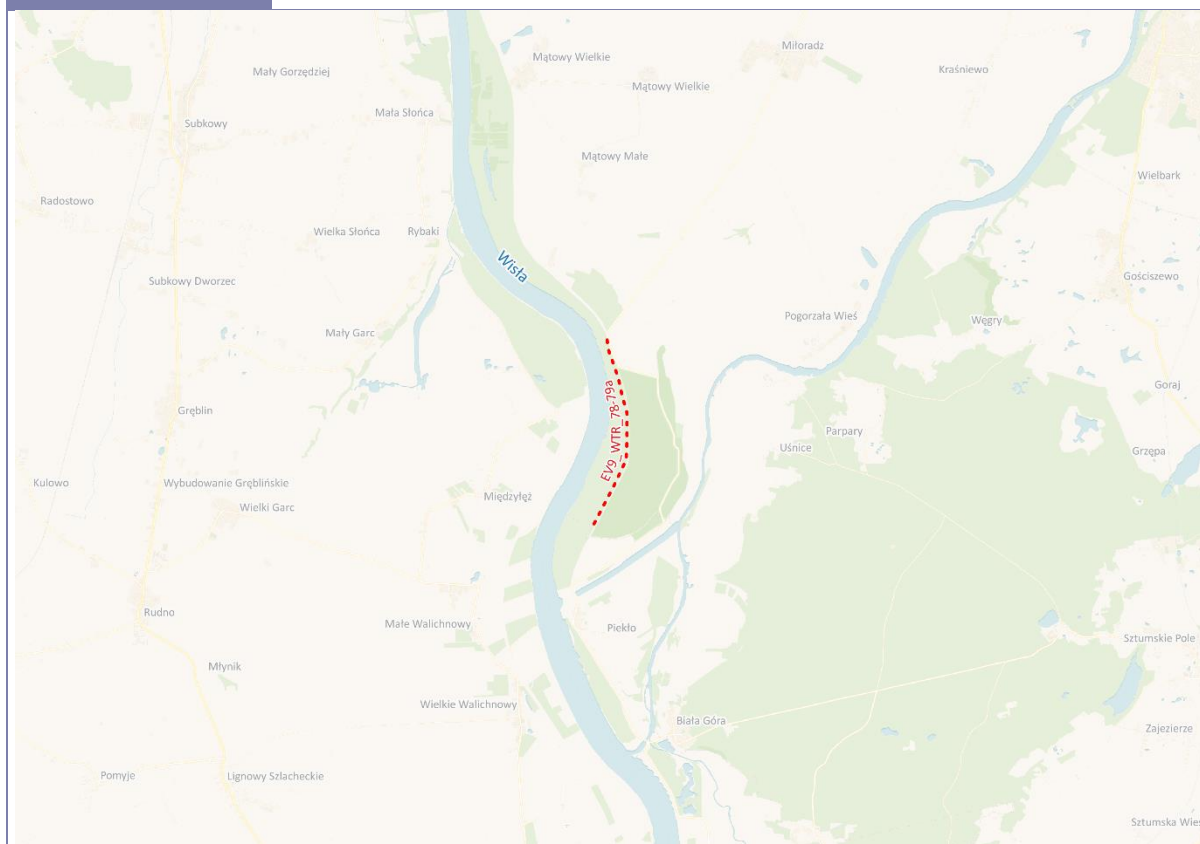 Miłoradz
Mątowy Wielkie
Kraśniewo
Mały Gorzędziej
Mątowy Wielkie
Mała Słońca
Subkowy
Mątowy Małe
Wielbark
Radostowo
Wielka Słońca
Rybaki
Wisła
Gościszewo
Subkowy Dworzec
Pogorzała Wieś
Węgry
Mały Garc
Goraj
EV9_WTR_78-79a
Gręblin
Parpary
Uśnice
Grzępa
Kulowo
Wybudowanie Gręblińskie
Międzyłęż
Wielki Garc
Rudno
Małe Walichnowy
Piekło
Sztumskie Pole
Młynik
Wielkie Walichnowy
Biała Góra
Zajezierze
Pomyje
Lignowy Szlacheckie
Sztumska Wieś